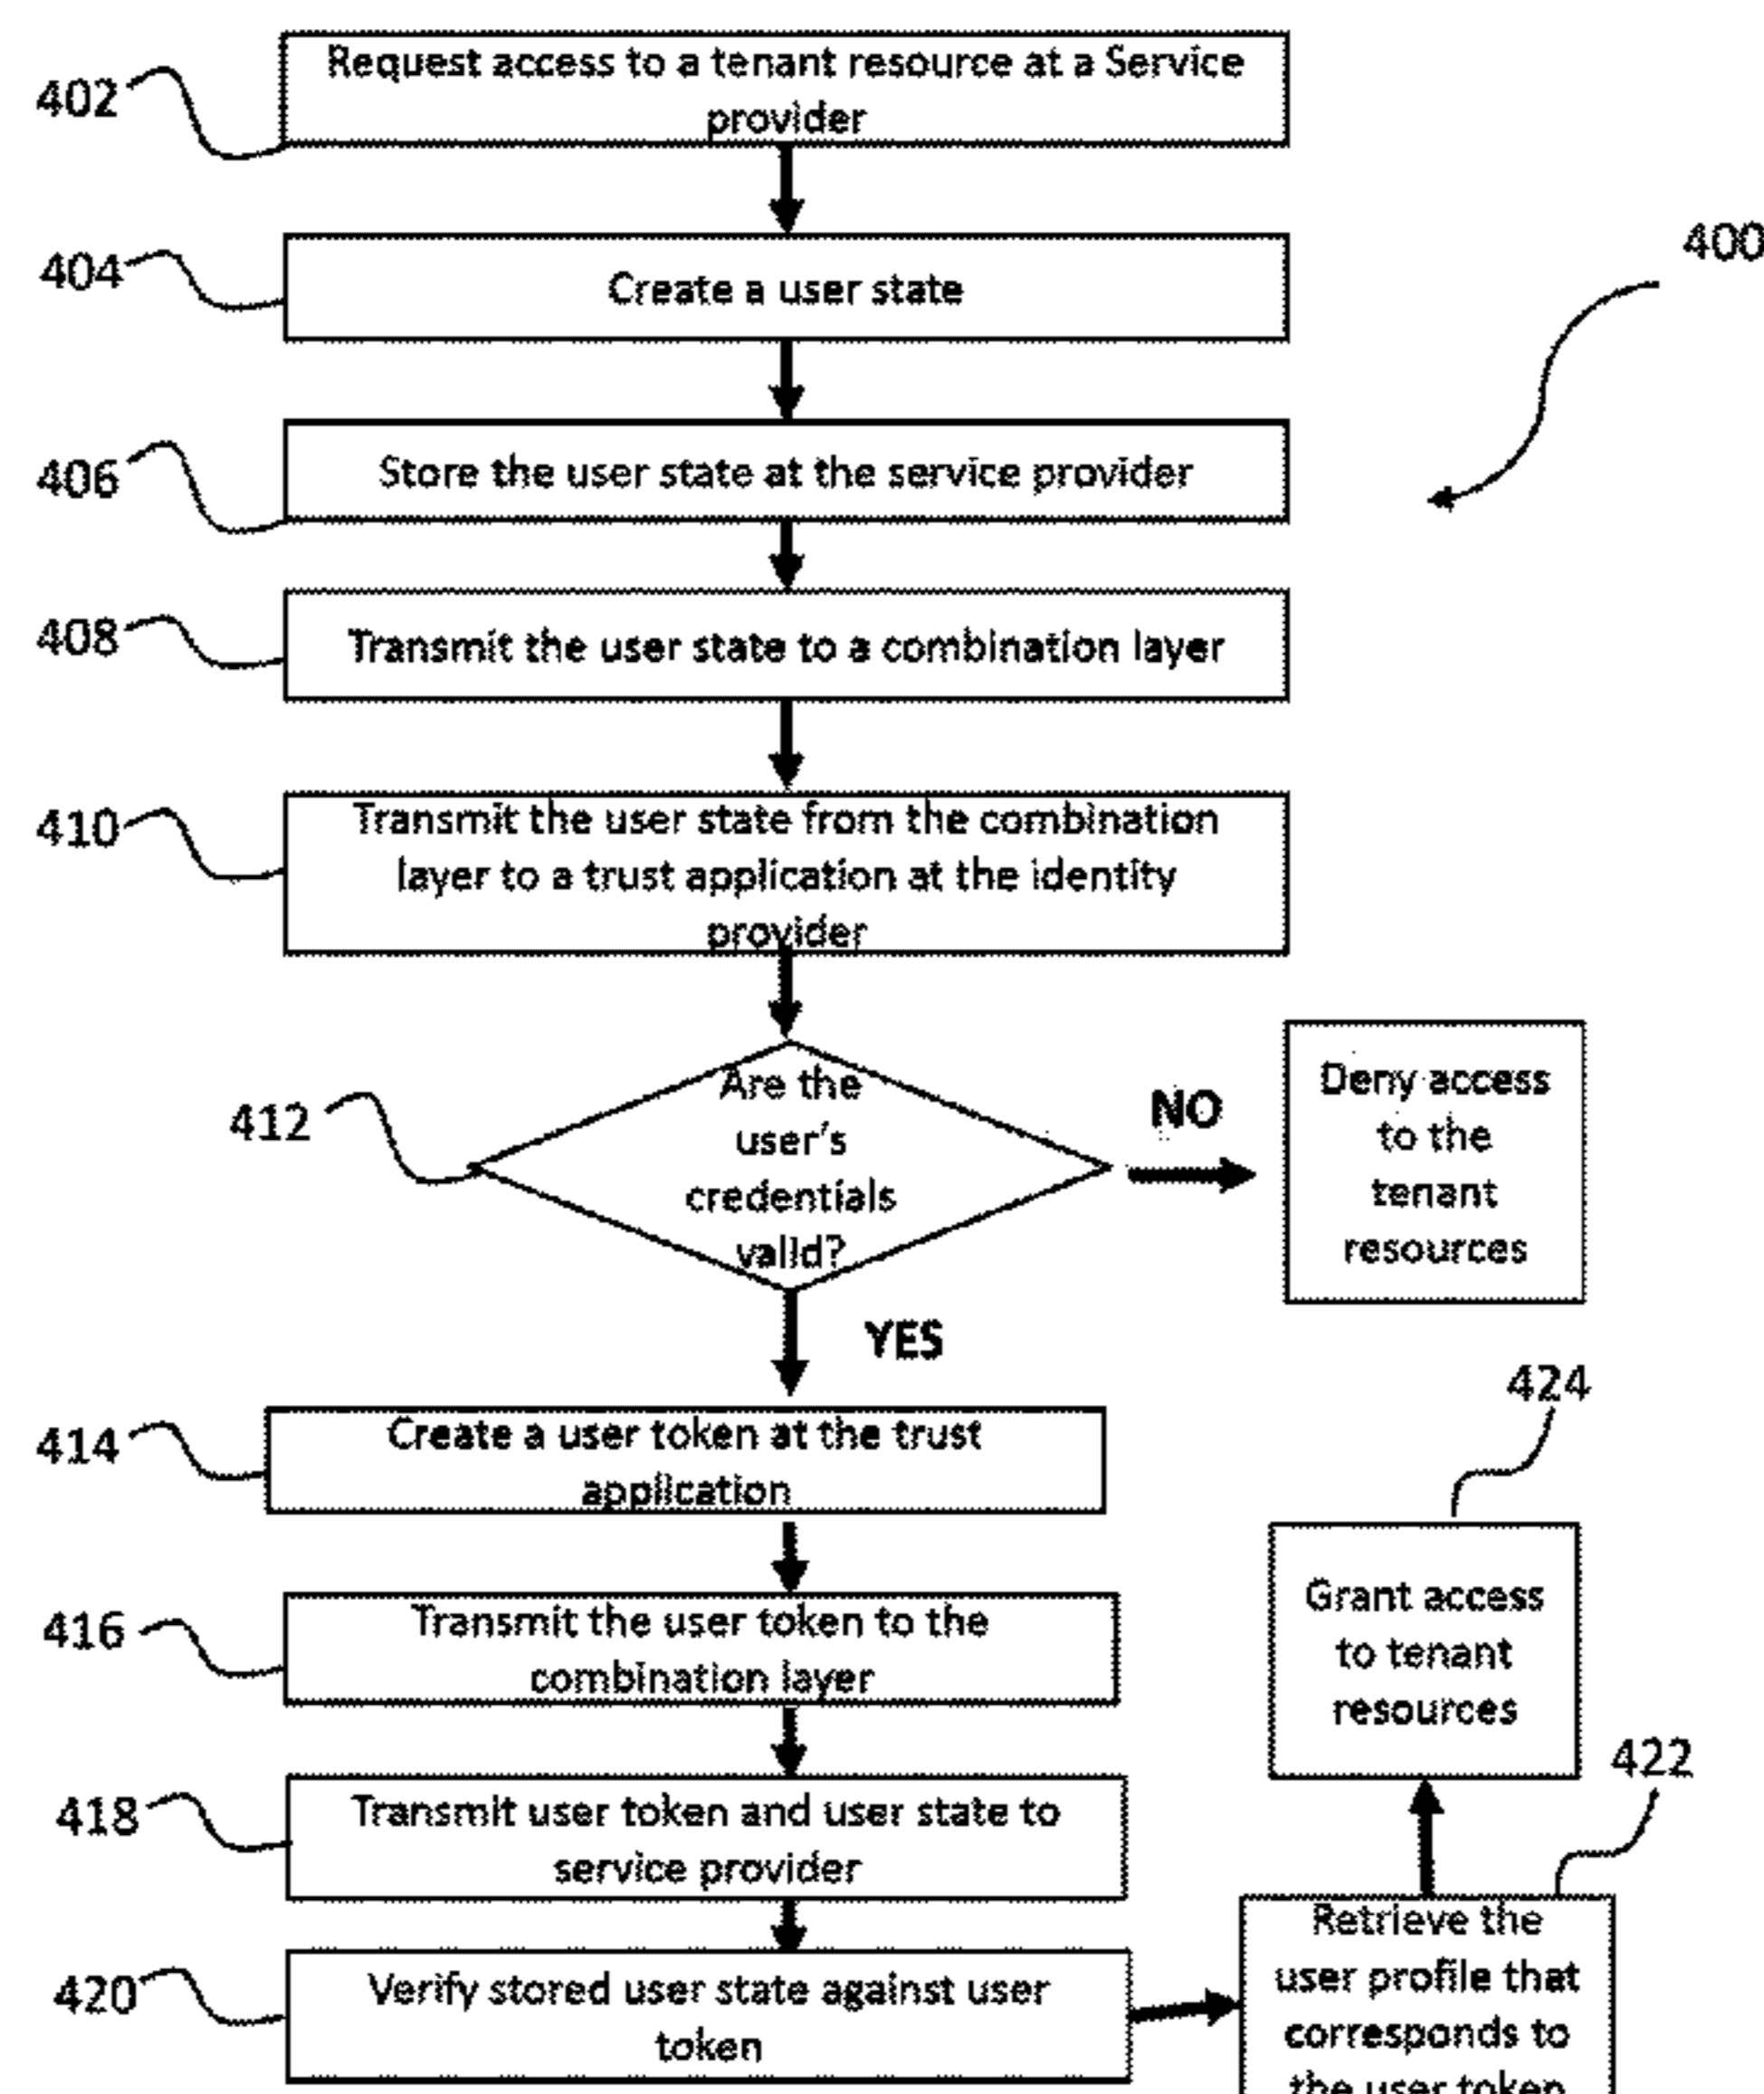 402
Request access to a tenant resource at a Service
provider
404
Create a user state
400
406
Store the user state at the service provider
408
Transmit the user state to a combination layer
410
Transmit the user state from the combination
layer to a trust application at the identity
provider
412
Are the
user's
credentials
valid?
NO
Deny access
to the
tenant
resources
YES
414
Create a user token at the trust
application
424
Grant access
to tenant
resources
416
Transmit the user token to the
combination layer
418
Transmit user token and user state to
service provider
420
Verify stored user state against user
token
422
Retrieve the
user profile that
corresponds to
the user token